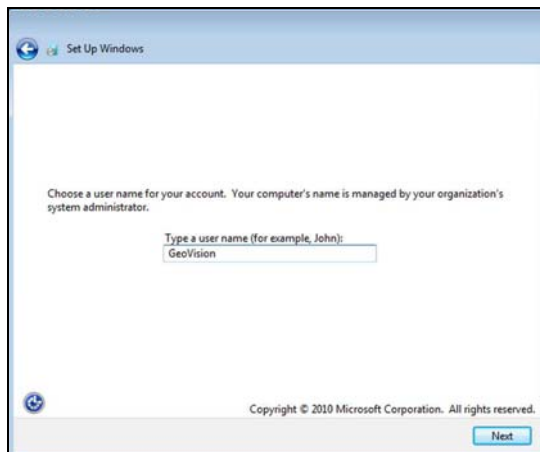 Set Up Windows
Choose a user name for your account. Your computer's name is managed by your organization's
system administrator.
Type a user name (for example, John):
GeoVision
Copyright © 2010 Microsoft Corporation. All rights reserved.
Next